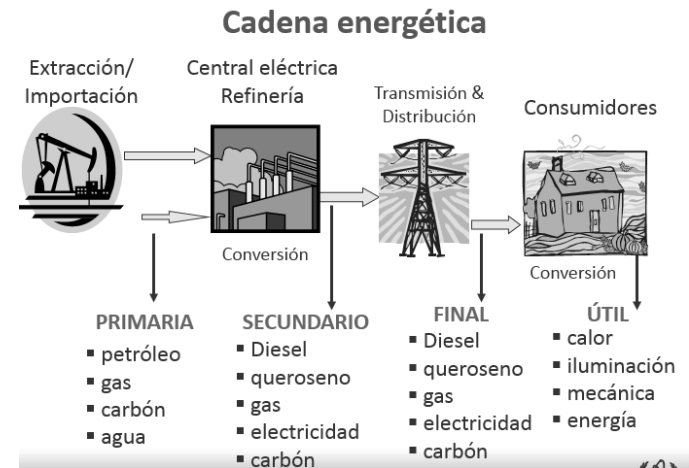 Cadena energética
Extracción/
Importación
Central eléctrica
Refinería
Transmisión &
Distribución
Consumidores
Conversión
Conversión
PRIMARIA
▪ petróleo
▪ gas
▪ carbón
▪ agua
SECUNDARIO
▪ Diesel
▪ queroseno
▪ gas
▪ electricidad
▪ carbón
FINAL
▪ Diesel
▪ queroseno
▪ gas
▪ electricidad
▪ carbón
ÚTIL
▪ calor
▪ iluminación
▪ mecánica
▪ energía